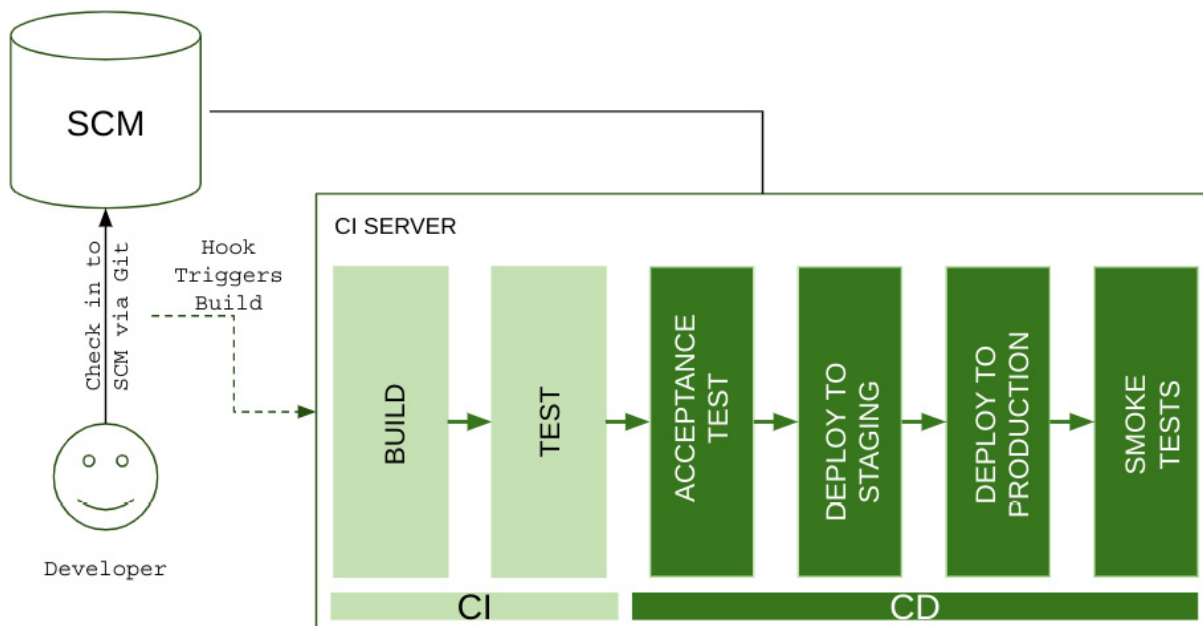 SCM
Check in to
SCM via Git
Hook
Triggers
Build
Developer
CI SERVER
BUILD
TEST
ACCEPTANCE
TEST
DEPLOY TO
STAGING
DEPLOY TO
PRODUCTION
SMOKE
TESTS
CI
CD